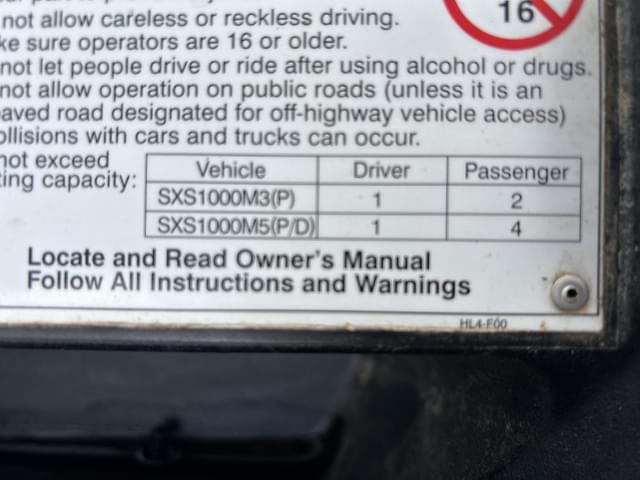 16
not allow careless or reckless driving.
ke sure operators are 16 or older.
not let people drive or ride after using alcohol or drugs.
not allow operation on public roads (unless it is an
aved road designated for off-highway vehicle access)
ollisions with cars and trucks can occur.
not exceed
ting capacity:
Vehicle Driver Passenger
SXS1000M3(P) 1 2
SXS1000M5(P/D) 1 4
Locate and Read Owner's Manual
Follow All Instructions and Warnings
HL4-F00